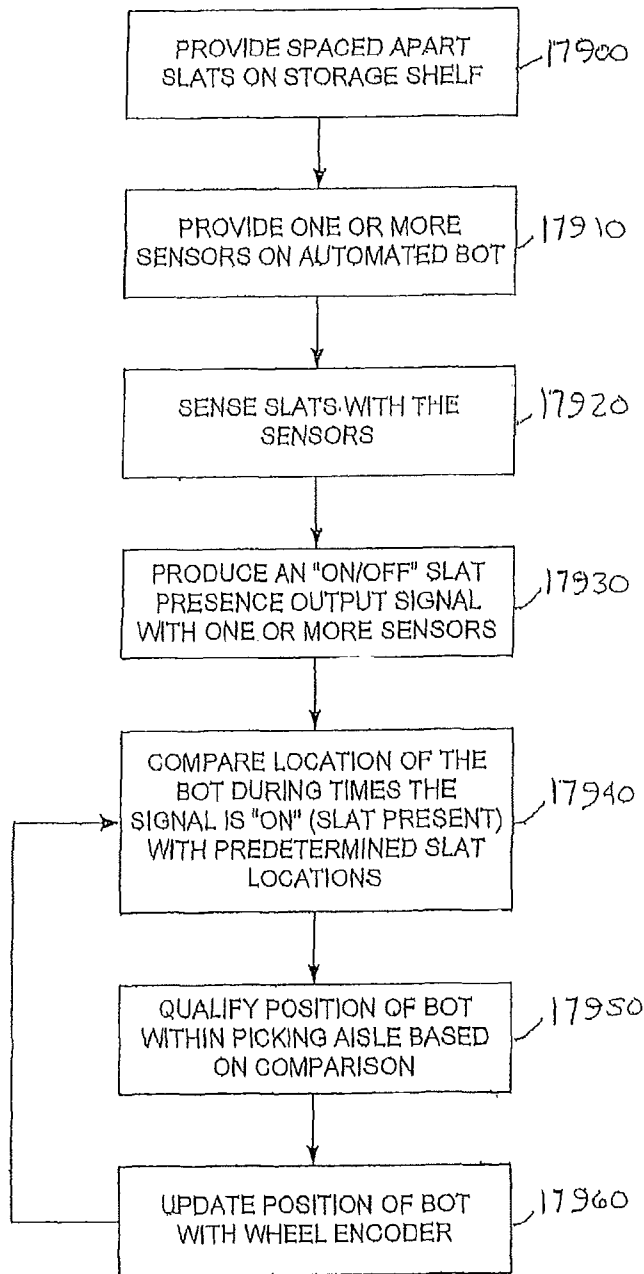 PROVIDE SPACED APART
SLATS ON STORAGE SHELF
17900
PROVIDE ONE OR MORE
SENSORS ON AUTOMATED BOT
17910
SENSE SLATS WITH THE
SENSORS
17920
PRODUCE AN "ON/OFF" SLAT
PRESENCE OUTPUT SIGNAL
WITH ONE OR MORE SENSORS
17930
COMPARE LOCATION OF THE
BOT DURING TIMES THE
SIGNAL IS "ON" (SLAT PRESENT)
WITH PREDETERMINED SLAT
LOCATIONS
17940
QUALIFY POSITION OF BOT
WITHIN PICKING AISLE BASED
ON COMPARISON
17950
UPDATE POSITION OF BOT
WITH WHEEL ENCODER
17960